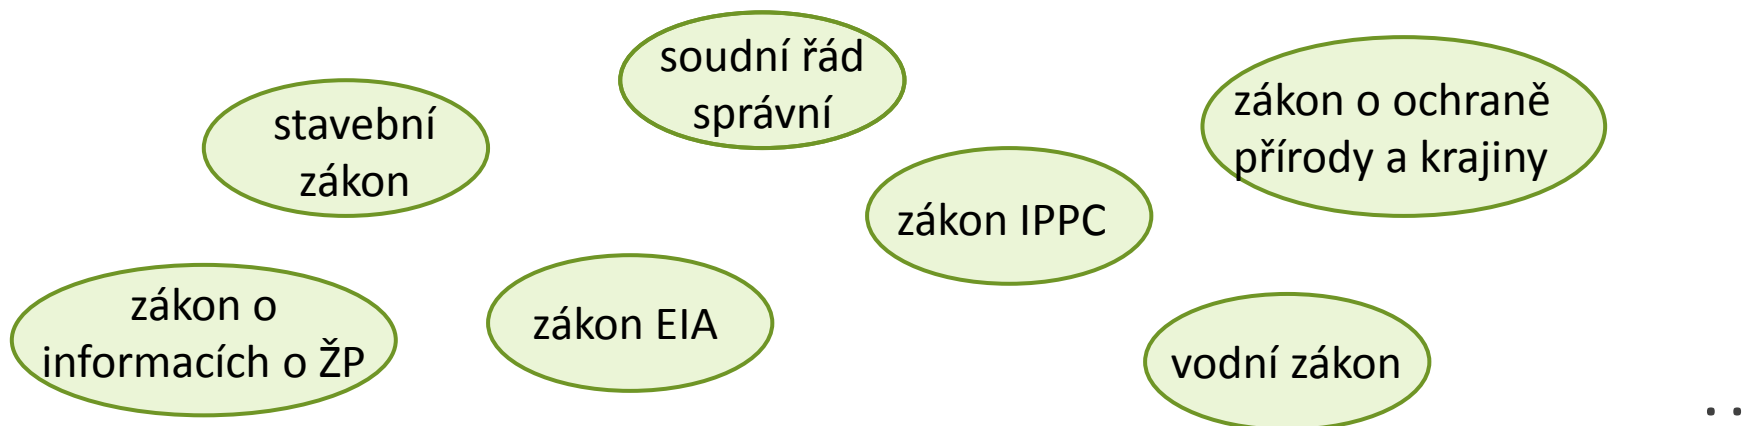 soudní řád
správní
stavební
zákon
zákon o ochraně
přírody a krajiny
zákon IPPC
zákon o
informacích o ŽP
zákon EIA
vodní zákon
. .